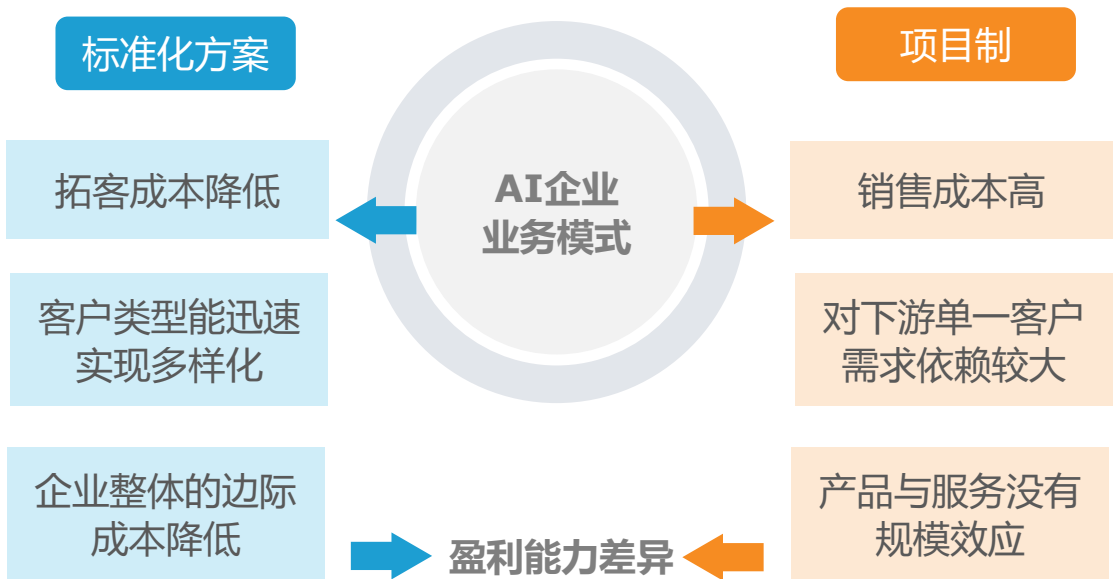 标准化方案
拓客成本降低
客户类型能迅速
实现多样化
企业整体的边际
成本降低
AI企业
业务模式
盈利能力差异
项目制
销售成本高
对下游单一客户
需求依赖较大
产品与服务没有
规模效应